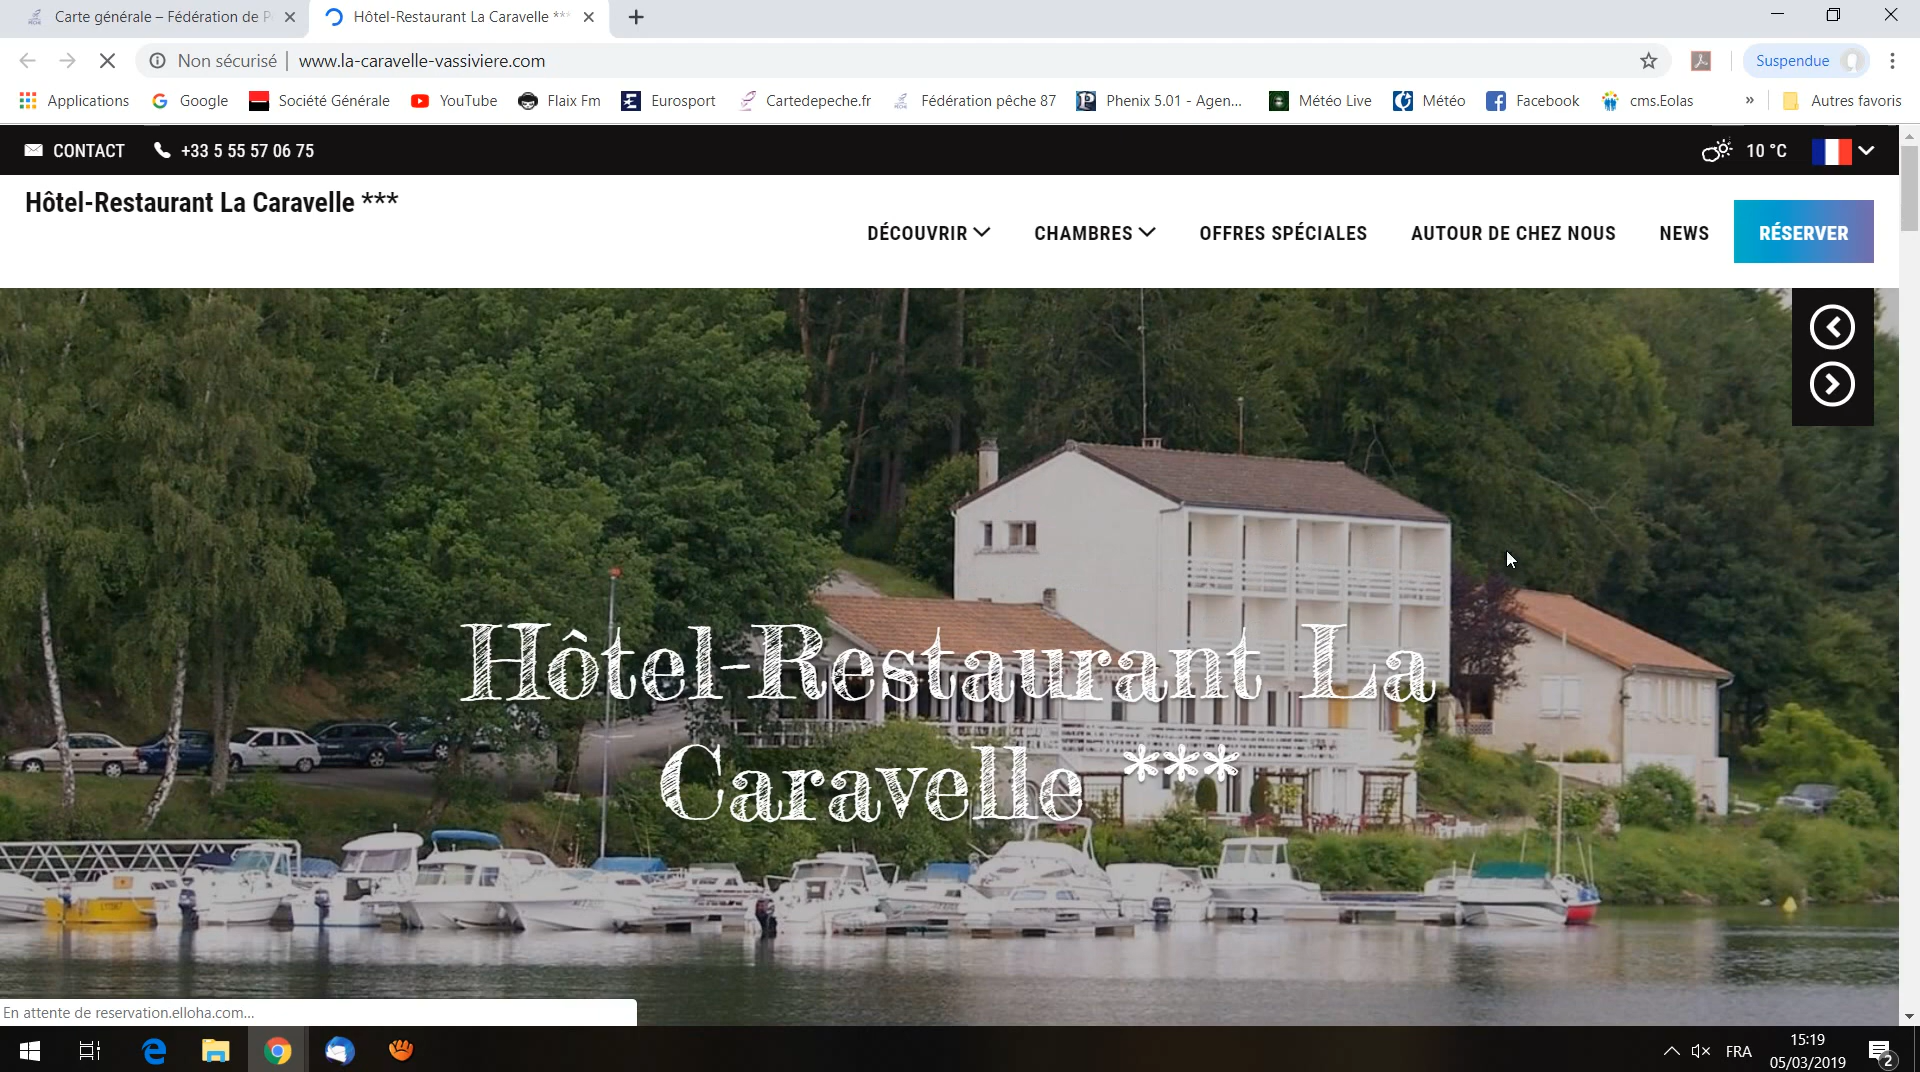 Carte générale – Fédération de P
Hôtel-Restaurant La Caravelle ***
Non sécurisé | www.la-caravelle-vassiviere.com
Suspendue
Applications
Google
Société Générale
YouTube
Flaix Fm
Eurosport
Cartedepeche.fr
Fédération pêche 87
Phenix 5.01 - Agen...
Météo Live
Météo
Facebook
cms.Eolas
»
Autres favoris
CONTACT
+33 5 55 57 06 75
10 °C
Hôtel-Restaurant La Caravelle ***
DÉCOUVRIR
CHAMBRES
OFFRES SPÉCIALES
AUTOUR DE CHEZ NOUS
NEWS
RÉSERVER
Hôtel-Restaurant La
Caravelle ***
En attente de reservation.elloha.com...
FRA
15:19
05/03/2019
2